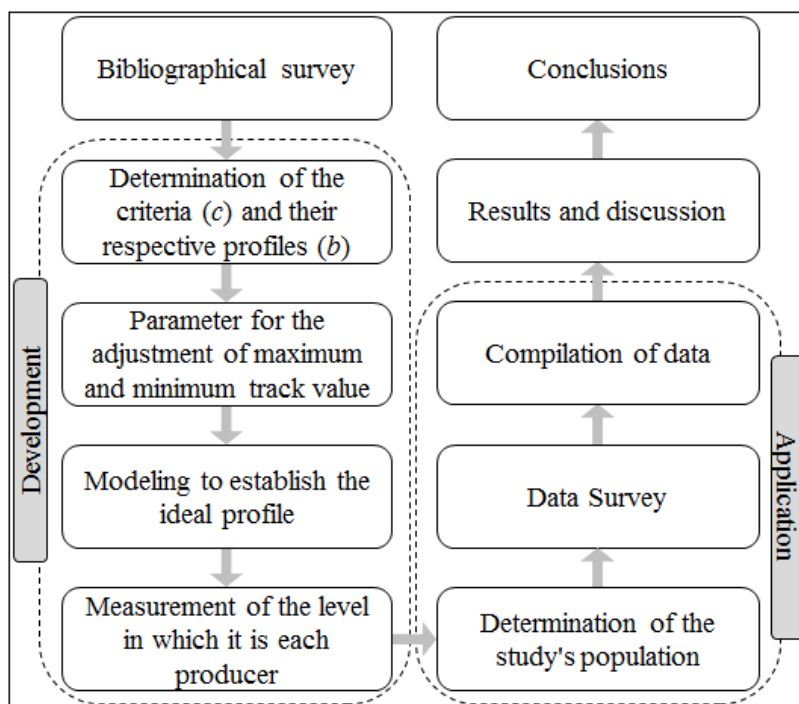 Bibliographical survey
Determination of the
criteria (c) and their
respective profiles (b)
Parameter for the
adjustment of maximum
and minimum track value
Modeling to establish the
ideal profile
Measurement of the level
in which it is each
producer
Development
Determination of the
study's population
Data Survey
Compilation of data
Application
Results and discussion
Conclusions